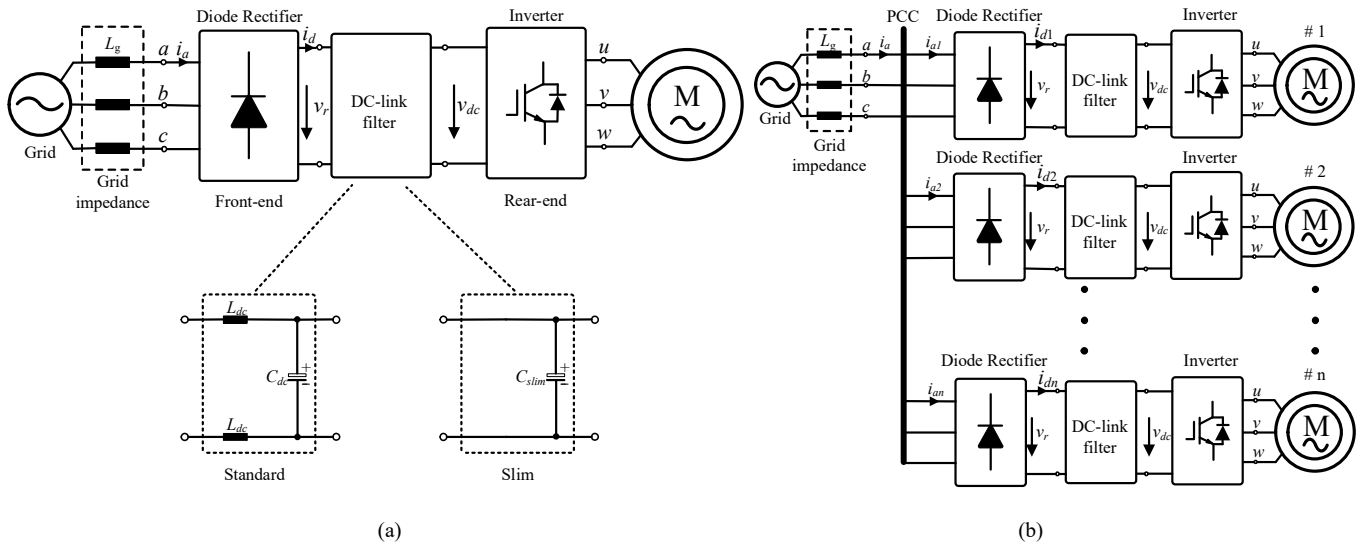 Diode Rectifier
Inverter
Lg
a
ia
id
b
c
vr
DC-link
filter
vdc
u
v
w
M
Grid
Grid
impedance
Front-end
Rear-end
Ldc
Cdc
+
−
Ldc
Standard
Cslim
+
−
Slim
(a)
PCC
Diode Rectifier
Inverter
# 1
Lg
a
ia
ia1
id1
b
c
vr
DC-link
filter
vdc
u
v
w
M
Grid
Grid
impedance
Diode Rectifier
Inverter
# 2
ia2
id2
vr
DC-link
filter
vdc
u
v
w
M
Diode Rectifier
Inverter
# n
ian
idn
vr
DC-link
filter
vdc
u
v
w
M
(b)